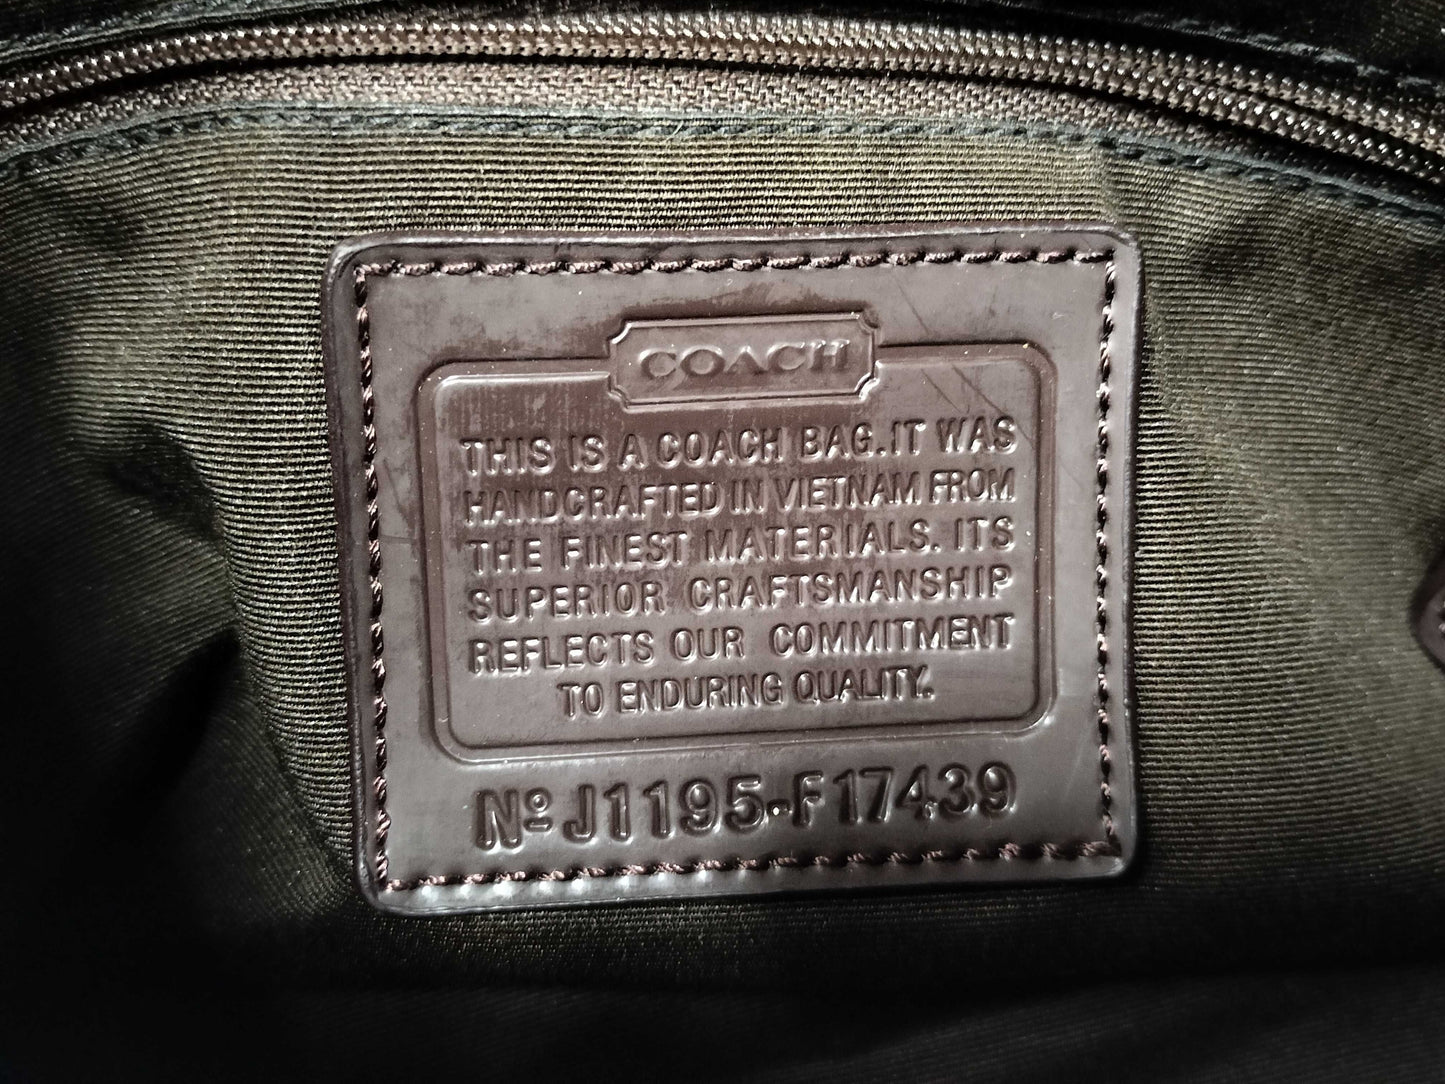 COACH
THIS IS A COACH BAG.IT WAS
HANDCRAFTED IN VIETNAM FROM
THE FINEST MATERIALS. ITS
SUPERIOR CRAFTSMANSHIP
REFLECTS OUR COMMITMENT
TO ENDURING QUALITY.
Nº J1195-F17439